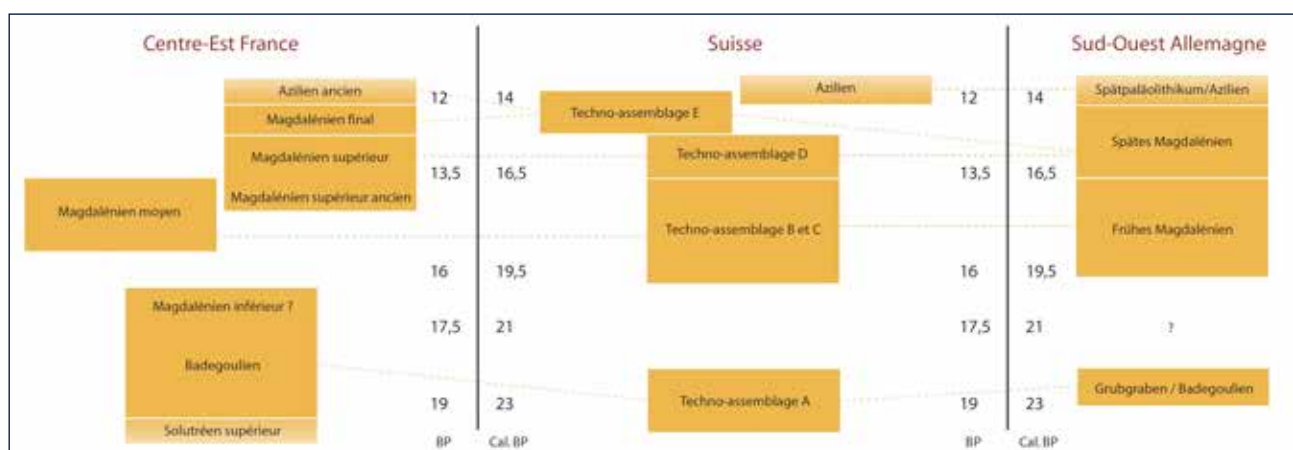 Centre-Est France
Suisse
Sud-Ouest Allemagne
Azilien ancien
Magdalénien final
Magdalénien supérieur
Magdalénien supérieur ancien
Magdalénien moyen
Magdalénien inférieur ?
Badegoulien
Solutréen supérieur
12
13,5
16
17,5
19
BP
14
16,5
19,5
21
23
Cal. BP
Azilien
Techno-assemblage E
Techno-assemblage D
Techno-assemblage B et C
Techno-assemblage A
12
13,5
16
17,5
19
BP
14
16,5
19,5
21
23
Cal. BP
Spätpaläolithikum/Azilien
Spätes Magdalénien
Frühes Magdalénien
?
Grubgraben / Badegoulien